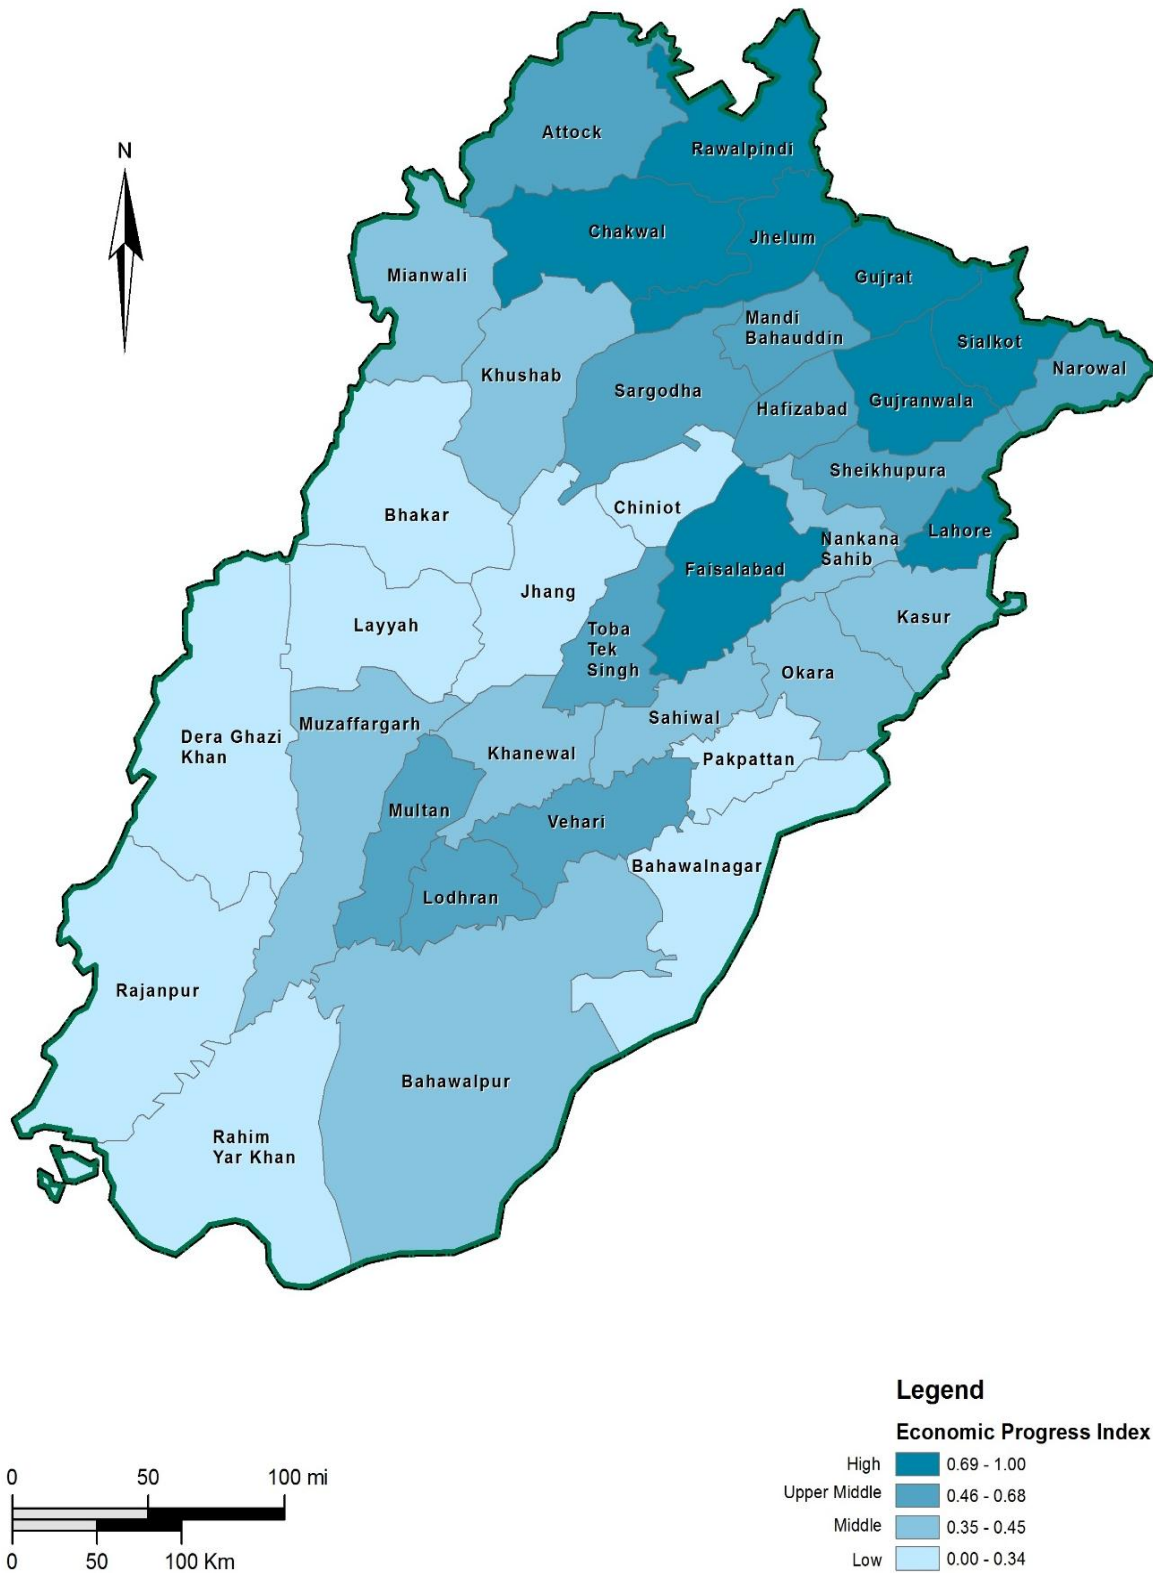 N
Attock
Rawalpindi
Chakwal
Jhelum
Mianwali
Gujrat
Mandi
Bahauddin
Sialkot
Narowal
Khushab
Sargodha
Hafizabad
Gujranwala
Sheikhupura
Bhakar
Chiniot
Lahore
Nankana
Sahib
Faisalabad
Jhang
Layyah
Toba
Tek
Singh
Kasur
Okara
Muzaffargarh
Sahiwal
Dera Ghazi
Khan
Khanewal
Pakpattan
Multan
Vehari
Bahawalnagar
Lodhran
Rajanpur
Bahawalpur
Rahim
Yar Khan
Legend
Economic Progress Index
High 0.69 - 1.00
Upper Middle 0.46 - 0.68
Middle 0.35 - 0.45
Low 0.00 - 0.34
0 50 100 mi
0 50 100 Km